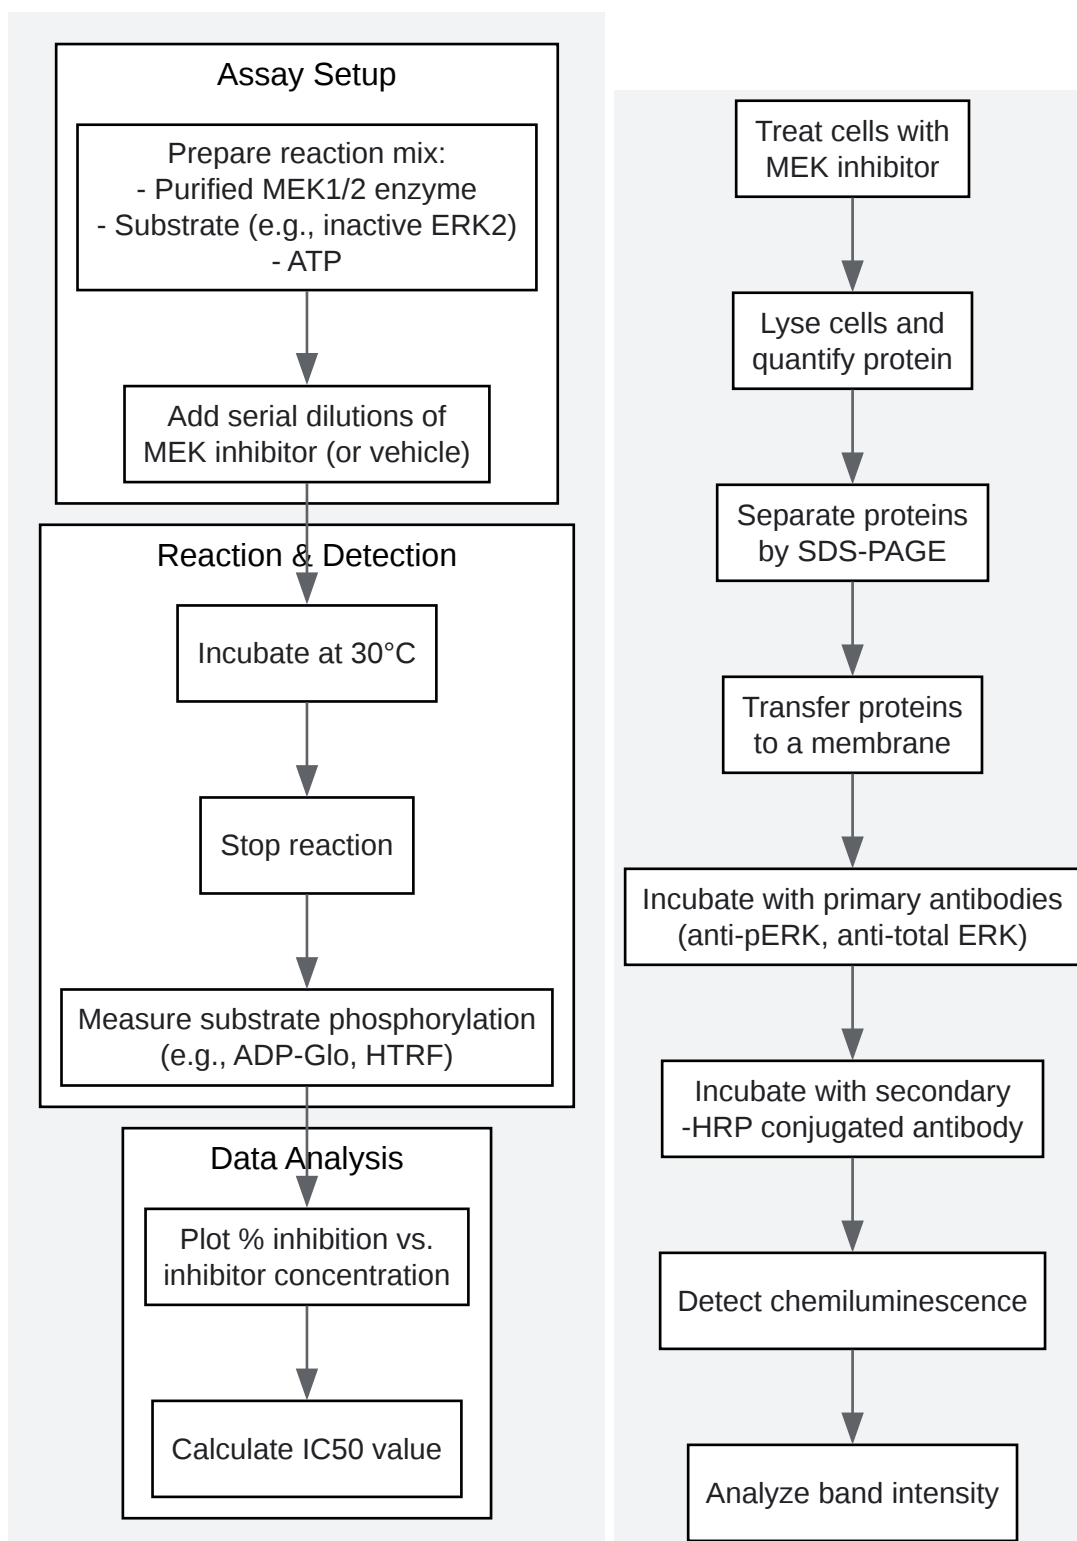 Assay Setup
Prepare reaction mix:
- Purified MEK1/2 enzyme
- Substrate (e.g., inactive ERK2)
- ATP
Add serial dilutions of
MEK inhibitor (or vehicle)
Reaction & Detection
Incubate at 30°C
Stop reaction
Measure substrate phosphorylation
(e.g., ADP-Glo, HTRF)
Data Analysis
Plot % inhibition vs.
inhibitor concentration
Calculate IC50 value
Treat cells with
MEK inhibitor
Lyse cells and
quantify protein
Separate proteins
by SDS-PAGE
Transfer proteins
to a membrane
Incubate with primary antibodies
(anti-pERK, anti-total ERK)
Incubate with secondary
-HRP conjugated antibody
Detect chemiluminescence
Analyze band intensity